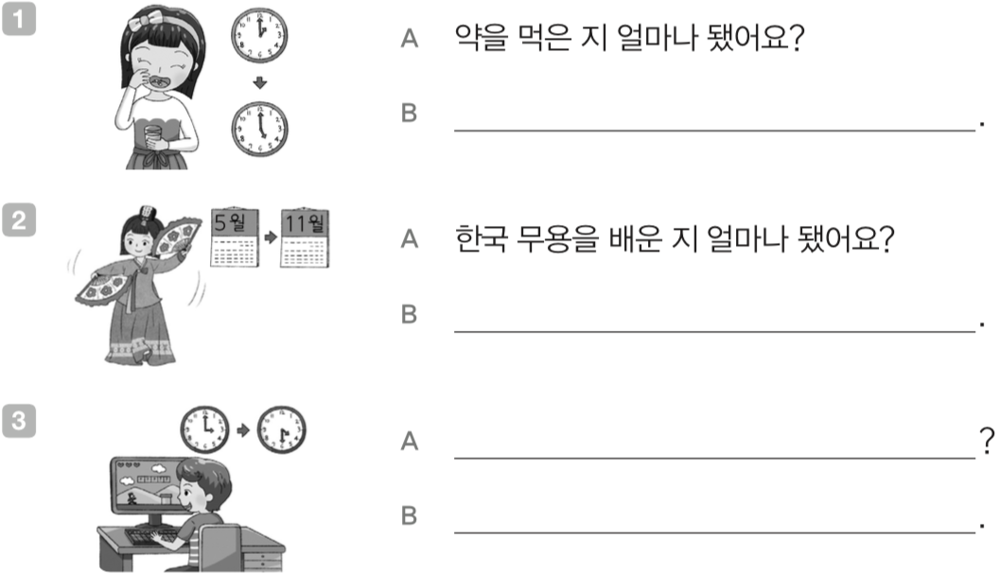 1
A 약을 먹은 지 얼마나 됐어요?
B .
2
5월 11월
A 한국 무용을 배운 지 얼마나 됐어요?
B .
3
A ?
B .